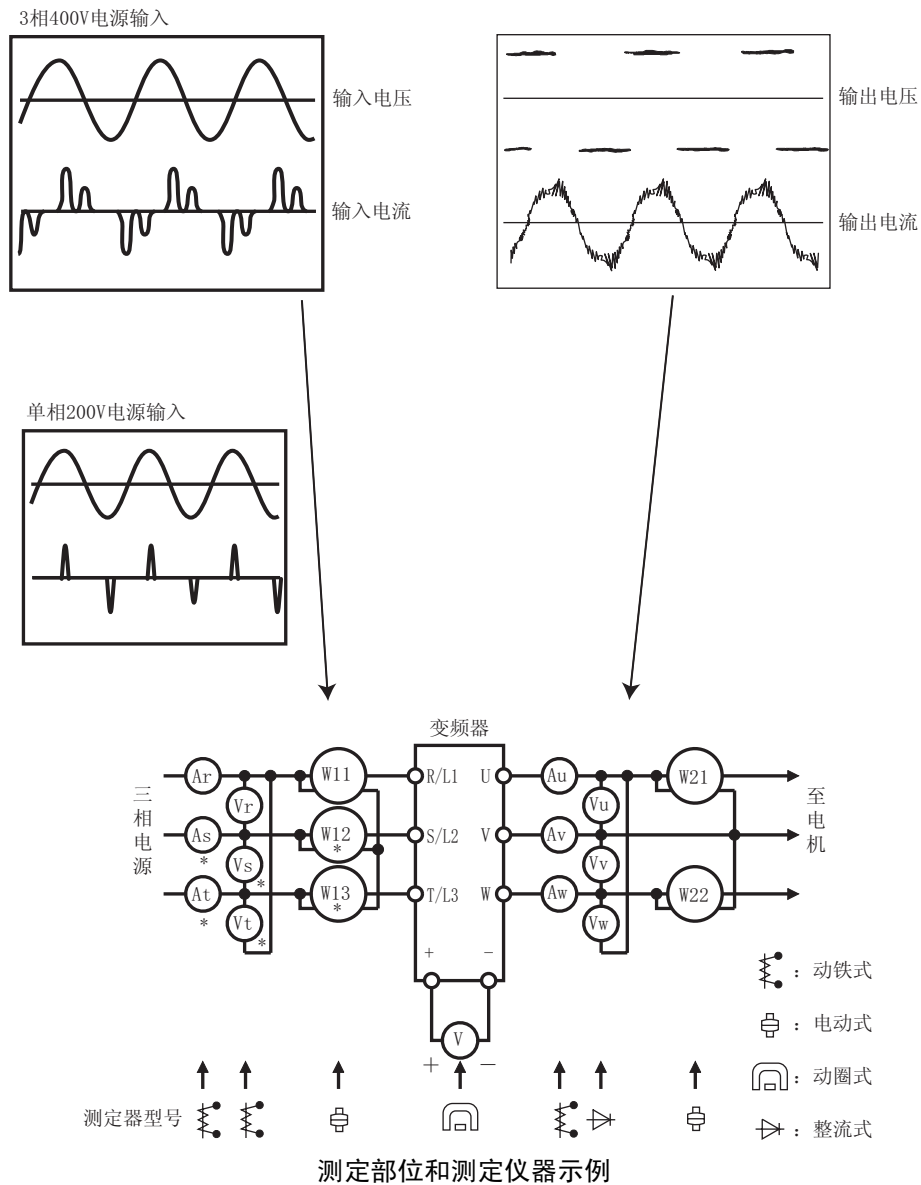 3相400V电源输入
输入电压
输入电流
输出电压
输出电流
单相200V电源输入
变频器
三相电源
Ar
As
*
At
*
Vr
Vs
*
Vt
*
W11
W12
*
W13
*
R/L1
S/L2
T/L3
U
V
W
+ −
V
+ −
Au
Av
Aw
Vu
Vv
Vw
W21
W22
至电机
：动铁式
：电动式
：动圈式
：整流式
测定器型号
测定部位和测定仪器示例